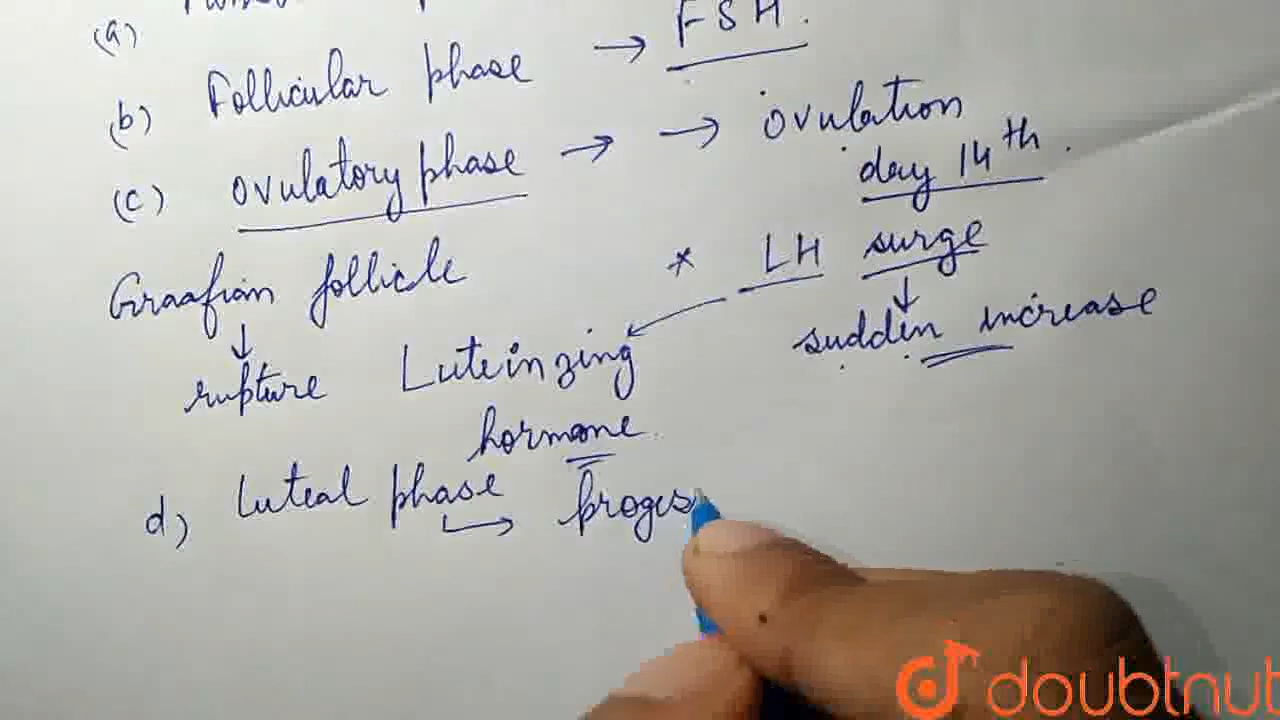 (a)
(b) Follicular phase → FSH.
(c) Ovulatory phase → → Ovulation
day 14th.
Graafian follicle * LH surge
↓ ↓
rupture Luteinzing sudden increase
hormone
d) Luteal phase → proges
doubtnut